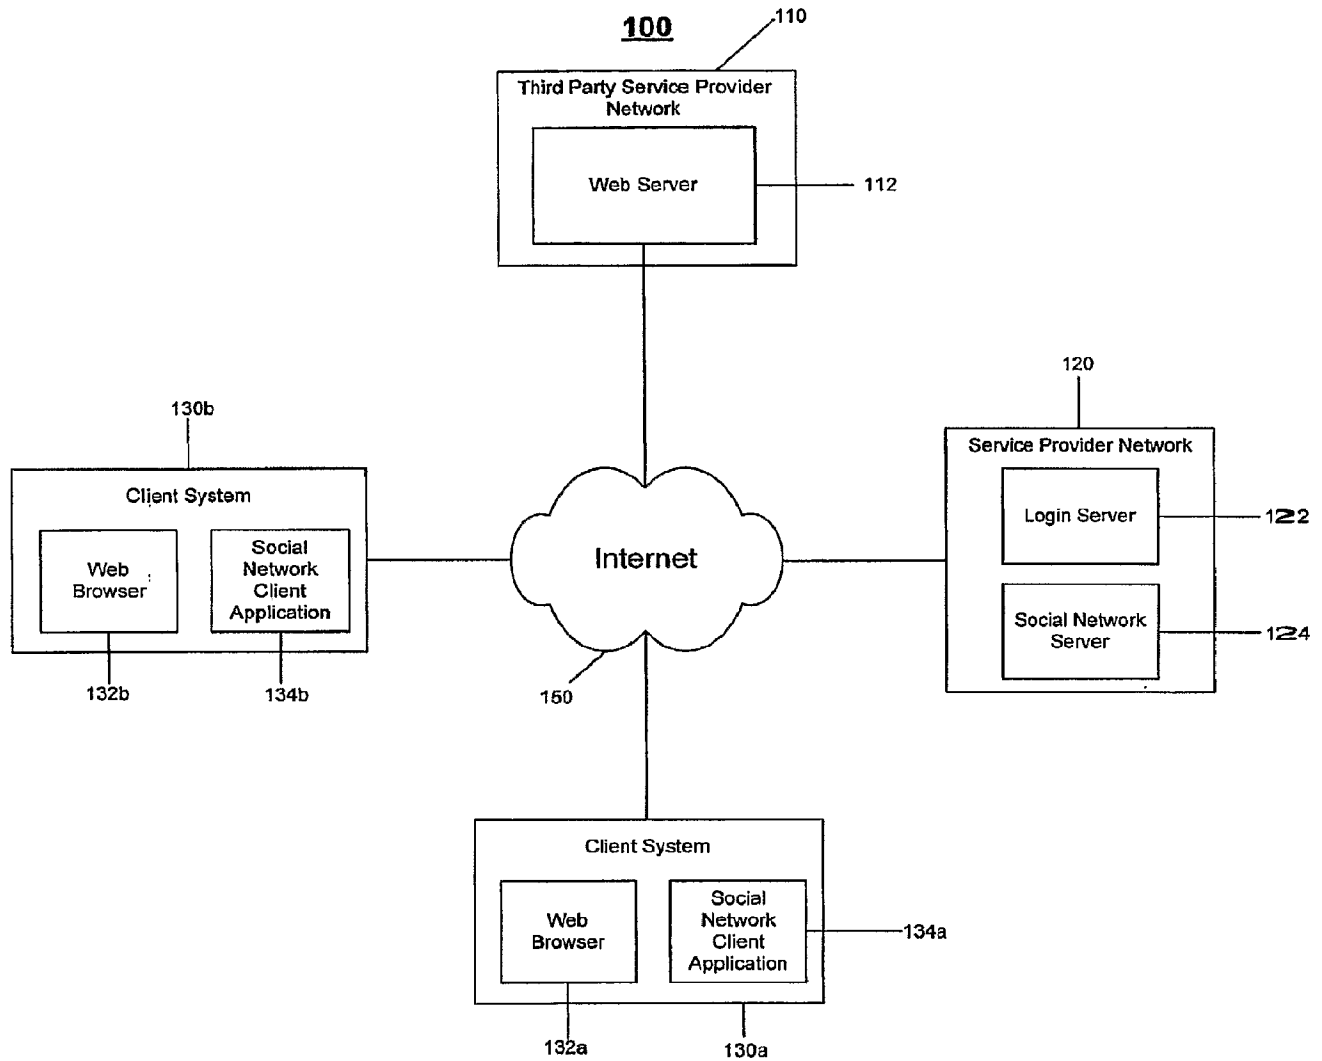 100
110
Third Party Service Provider
Network
Web Server
112
120
Service Provider Network
Login Server
122
Social Network
Server
124
130b
Client System
Web
Browser
Social
Network
Client
Application
132b
134b
Internet
150
Client System
Web
Browser
Social
Network
Client
Application
134a
132a
130a